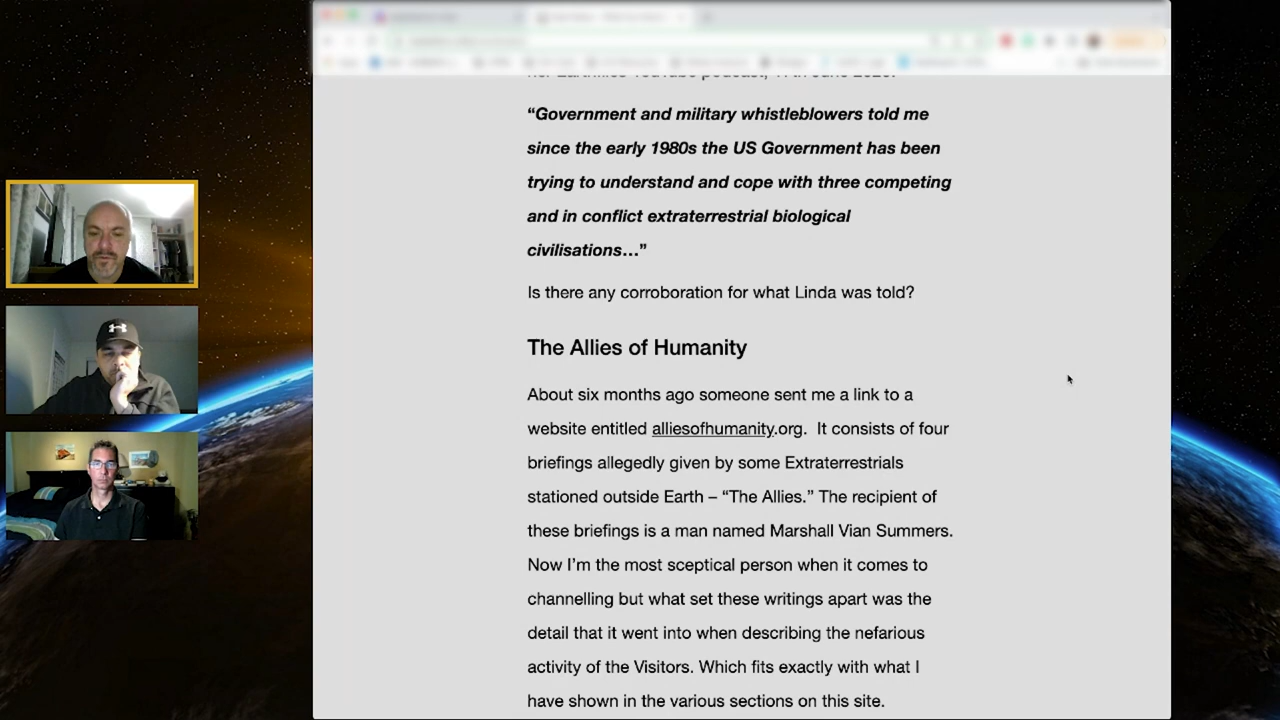 “Government and military whistleblowers told me
since the early 1980s the US Government has been
trying to understand and cope with three competing
and in conflict extraterrestrial biological
civilisations…”
Is there any corroboration for what Linda was told?
The Allies of Humanity
About six months ago someone sent me a link to a
website entitled alliesofhumanity.org.  It consists of four
briefings allegedly given by some Extraterrestrials
stationed outside Earth – “The Allies.” The recipient of
these briefings is a man named Marshall Vian Summers.
Now I’m the most sceptical person when it comes to
channelling but what set these writings apart was the
detail that it went into when describing the nefarious
activity of the Visitors. Which fits exactly with what I
have shown in the various sections on this site.